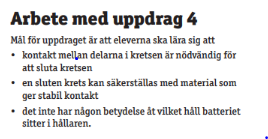 Arbete med uppdrag 4
Mål för uppdraget är att eleverna ska lära sig att
• kontakt mellan delarna i kretsen är nödvändig för
att sluta kretsen
• en sluten krets kan säkerställas med material som
ger stabil kontakt
• det inte har någon betydelse åt vilket håll batteriet
sitter i hållaren.